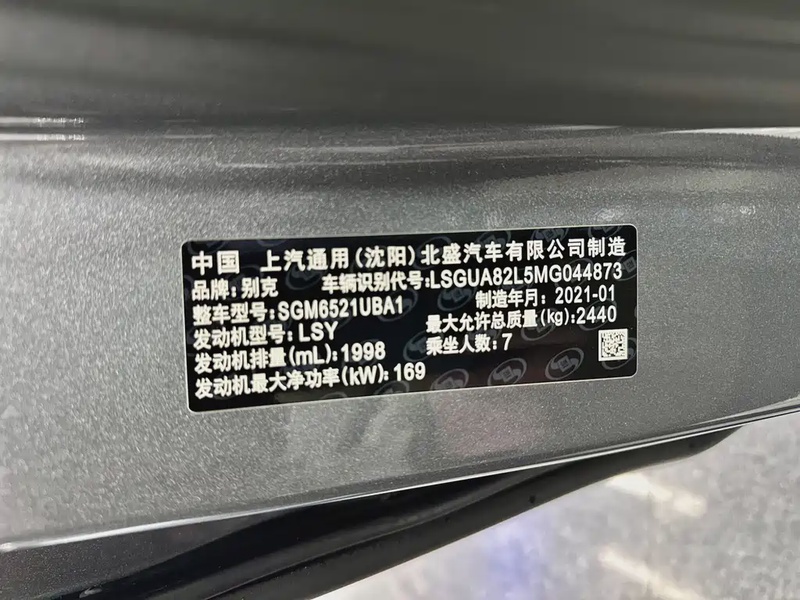 中国 上汽通用(沈阳)北盛汽车有限公司制造
品牌:别克 车辆识别代号:LSGUA82L5MG044873
整车型号:SGM6521UBA1 制造年月:2021-01
发动机型号:LSY 最大允许总质量(kg):2440
发动机排量(mL):1998 乘坐人数:7
发动机最大净功率(kW):169